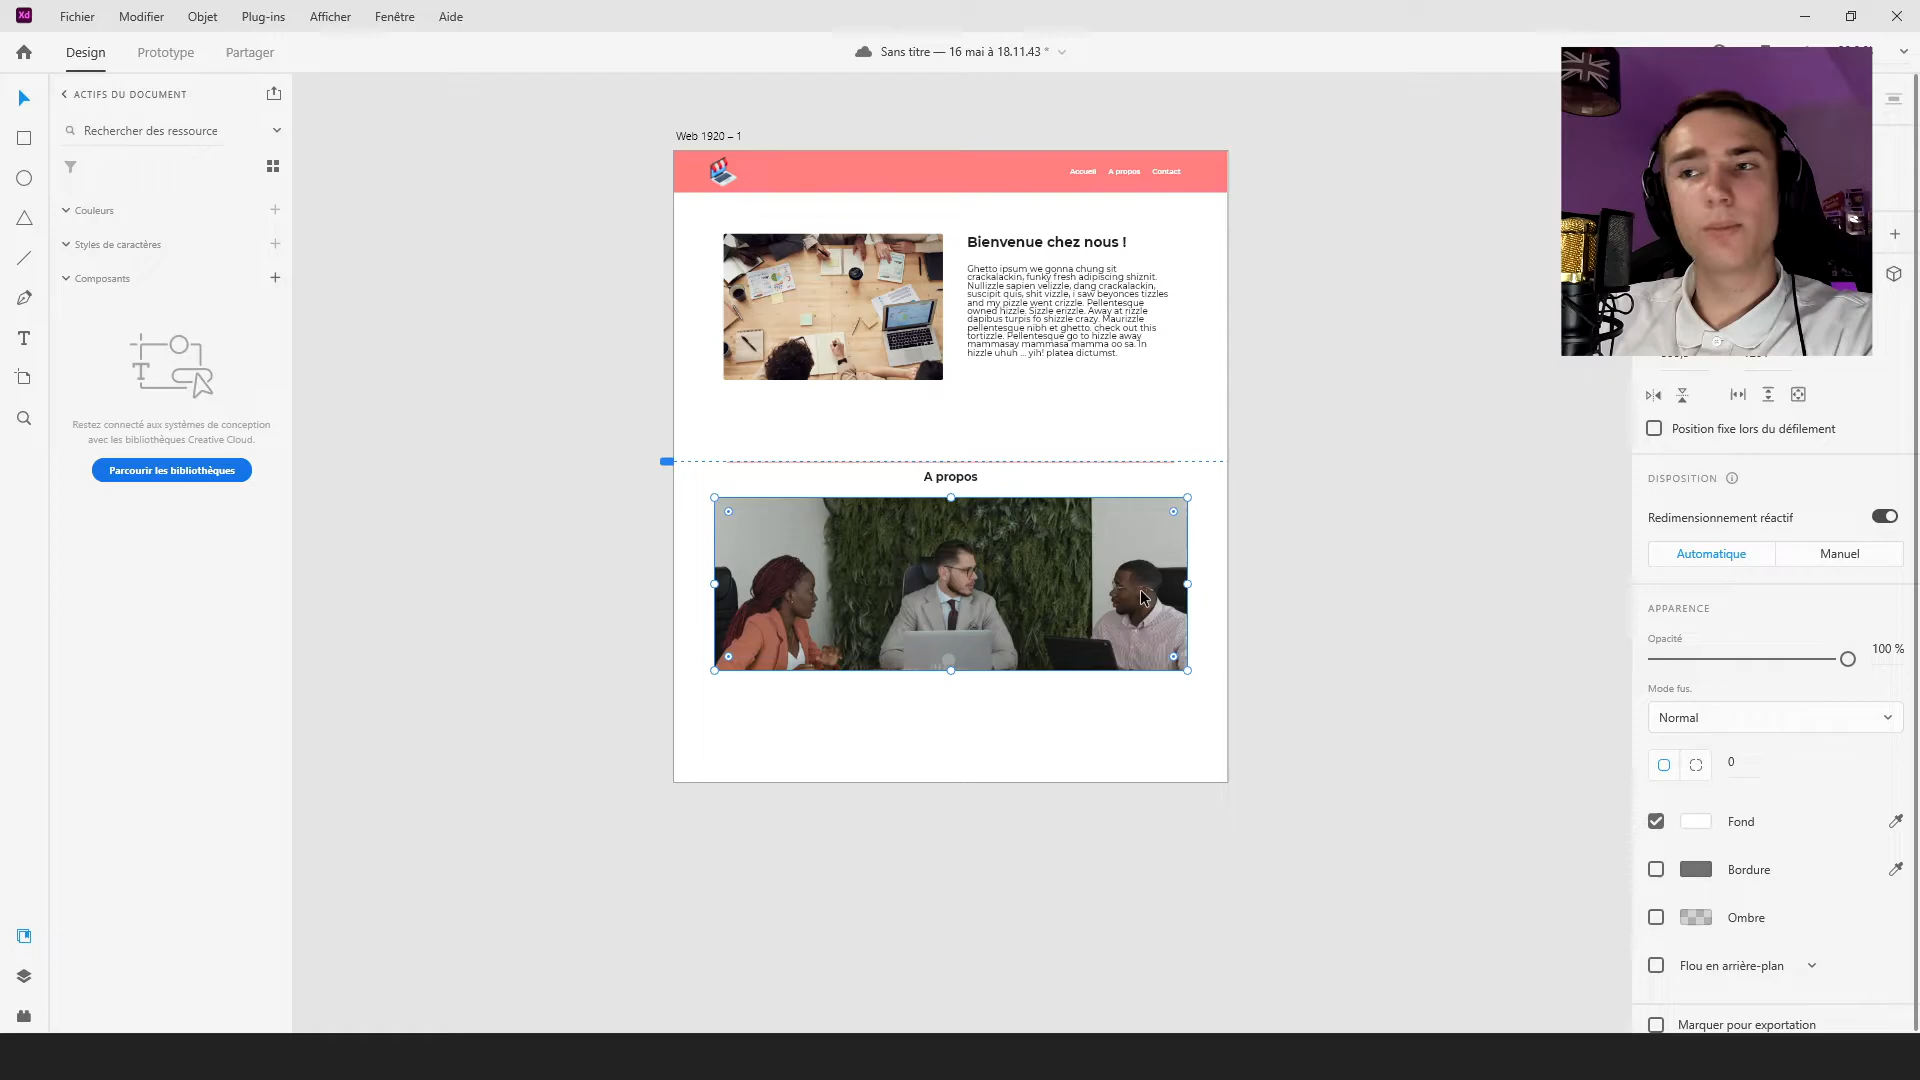 Xd
Fichier Modifier Objet Plug-ins Afficher Fenêtre Aide
Design Prototype Partager
Sans titre — 16 mai à 18.11.43 *
ACTIFS DU DOCUMENT
Rechercher des ressource
Couleurs
Styles de caractères
Composants
Restez connecté aux systèmes de conception
avec les bibliothèques Creative Cloud.
Parcourir les bibliothèques
Web 1920 – 1
Accueil A propos Contact
Bienvenue chez nous !
Ghetto ipsum we gonna chung sit
crackalackin, funky fresh adipiscing shiznit.
Nullizzle sapien velizzle, dang crackalackin,
suscipit quis, shit vizzle, i saw beyonces tizzles
and my pizzle went crizzle. Pellentesque
owned hizzle. Sizzle erizzle. Away at rizzle
dapibus turpis fo shizzle crazy. Maurizzle
pellentesque nibh et ghetto. check out this
tortizzle. Pellentesque go to hizzle away
mammasay mammasa mamma oo sa. In
hizzle uhuh ... yih! platea dictumst.
A propos
Position fixe lors du défilement
DISPOSITION
Redimensionnement réactif
Automatique Manuel
APPARENCE
Opacité
100 %
Mode fus.
Normal
0
Fond
Bordure
Ombre
Flou en arrière-plan
Marquer pour exportation